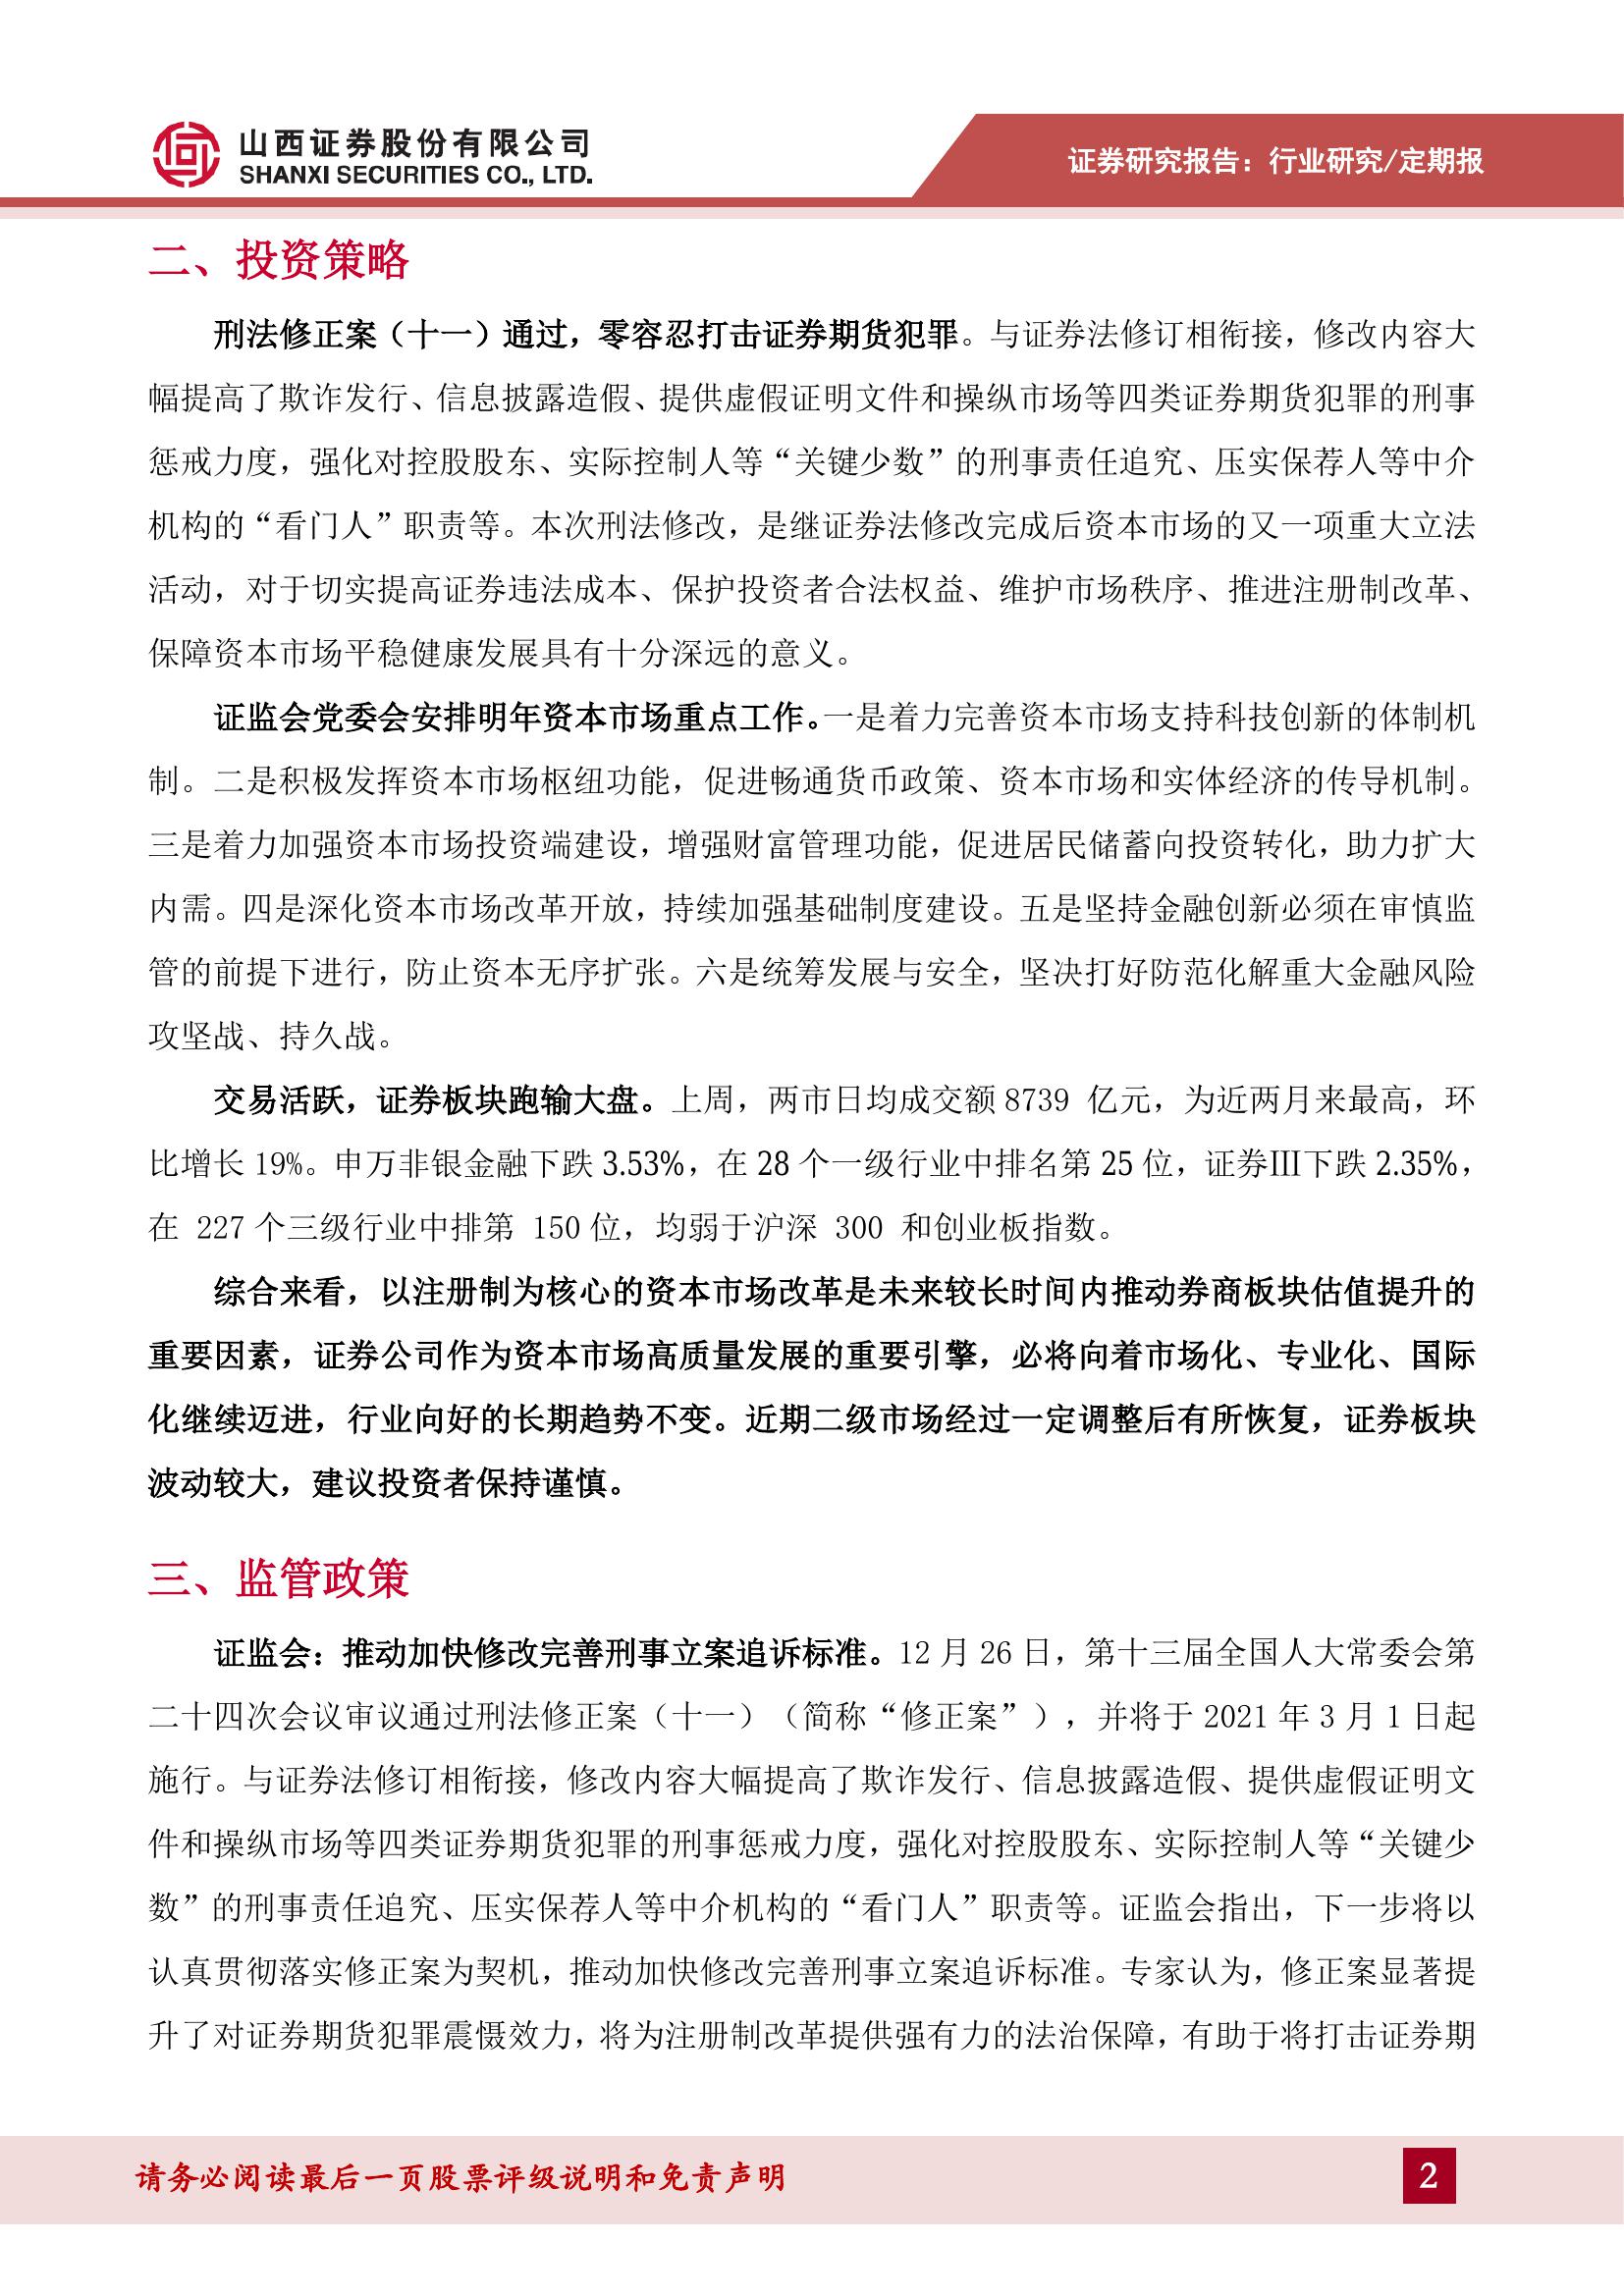 山西证券股份有限公司
SHANXI SECURITIES CO., LTD.
证券研究报告：行业研究/定期报
二、投资策略
刑法修正案（十一）通过，零容忍打击证券期货犯罪。与证券法修订相衔接，修改内容大
幅提高了欺诈发行、信息披露造假、提供虚假证明文件和操纵市场等四类证券期货犯罪的刑事
惩戒力度，强化对控股股东、实际控制人等“关键少数”的刑事责任追究、压实保荐人等中介
机构的“看门人”职责等。本次刑法修改，是继证券法修改完成后资本市场的又一项重大立法
活动，对于切实提高证券违法成本、保护投资者合法权益、维护市场秩序、推进注册制改革、
保障资本市场平稳健康发展具有十分深远的意义。
证监会党委会安排明年资本市场重点工作。一是着力完善资本市场支持科技创新的体制机
制。二是积极发挥资本市场枢纽功能，促进畅通货币政策、资本市场和实体经济的传导机制。
三是着力加强资本市场投资端建设，增强财富管理功能，促进居民储蓄向投资转化，助力扩大
内需。四是深化资本市场改革开放，持续加强基础制度建设。五是坚持金融创新必须在审慎监
管的前提下进行，防止资本无序扩张。六是统筹发展与安全，坚决打好防范化解重大金融风险
攻坚战、持久战。
交易活跃，证券板块跑输大盘。上周，两市日均成交额 8739 亿元，为近两月来最高，环
比增长 19%。申万非银金融下跌 3.53%，在 28 个一级行业中排名第 25 位，证券Ⅲ下跌 2.35%，
在 227 个三级行业中排第 150 位，均弱于沪深 300 和创业板指数。
综合来看，以注册制为核心的资本市场改革是未来较长时间内推动券商板块估值提升的
重要因素，证券公司作为资本市场高质量发展的重要引擎，必将向着市场化、专业化、国际
化继续迈进，行业向好的长期趋势不变。近期二级市场经过一定调整后有所恢复，证券板块
波动较大，建议投资者保持谨慎。
三、监管政策
证监会：推动加快修改完善刑事立案追诉标准。12 月 26 日，第十三届全国人大常委会第
二十四次会议审议通过刑法修正案（十一）（简称“修正案”），并将于 2021 年 3 月 1 日起
施行。与证券法修订相衔接，修改内容大幅提高了欺诈发行、信息披露造假、提供虚假证明文
件和操纵市场等四类证券期货犯罪的刑事惩戒力度，强化对控股股东、实际控制人等“关键少
数”的刑事责任追究、压实保荐人等中介机构的“看门人”职责等。证监会指出，下一步将以
认真贯彻落实修正案为契机，推动加快修改完善刑事立案追诉标准。专家认为，修正案显著提
升了对证券期货犯罪震慑效力，将为注册制改革提供强有力的法治保障，有助于将打击证券期
请务必阅读最后一页股票评级说明和免责声明
2